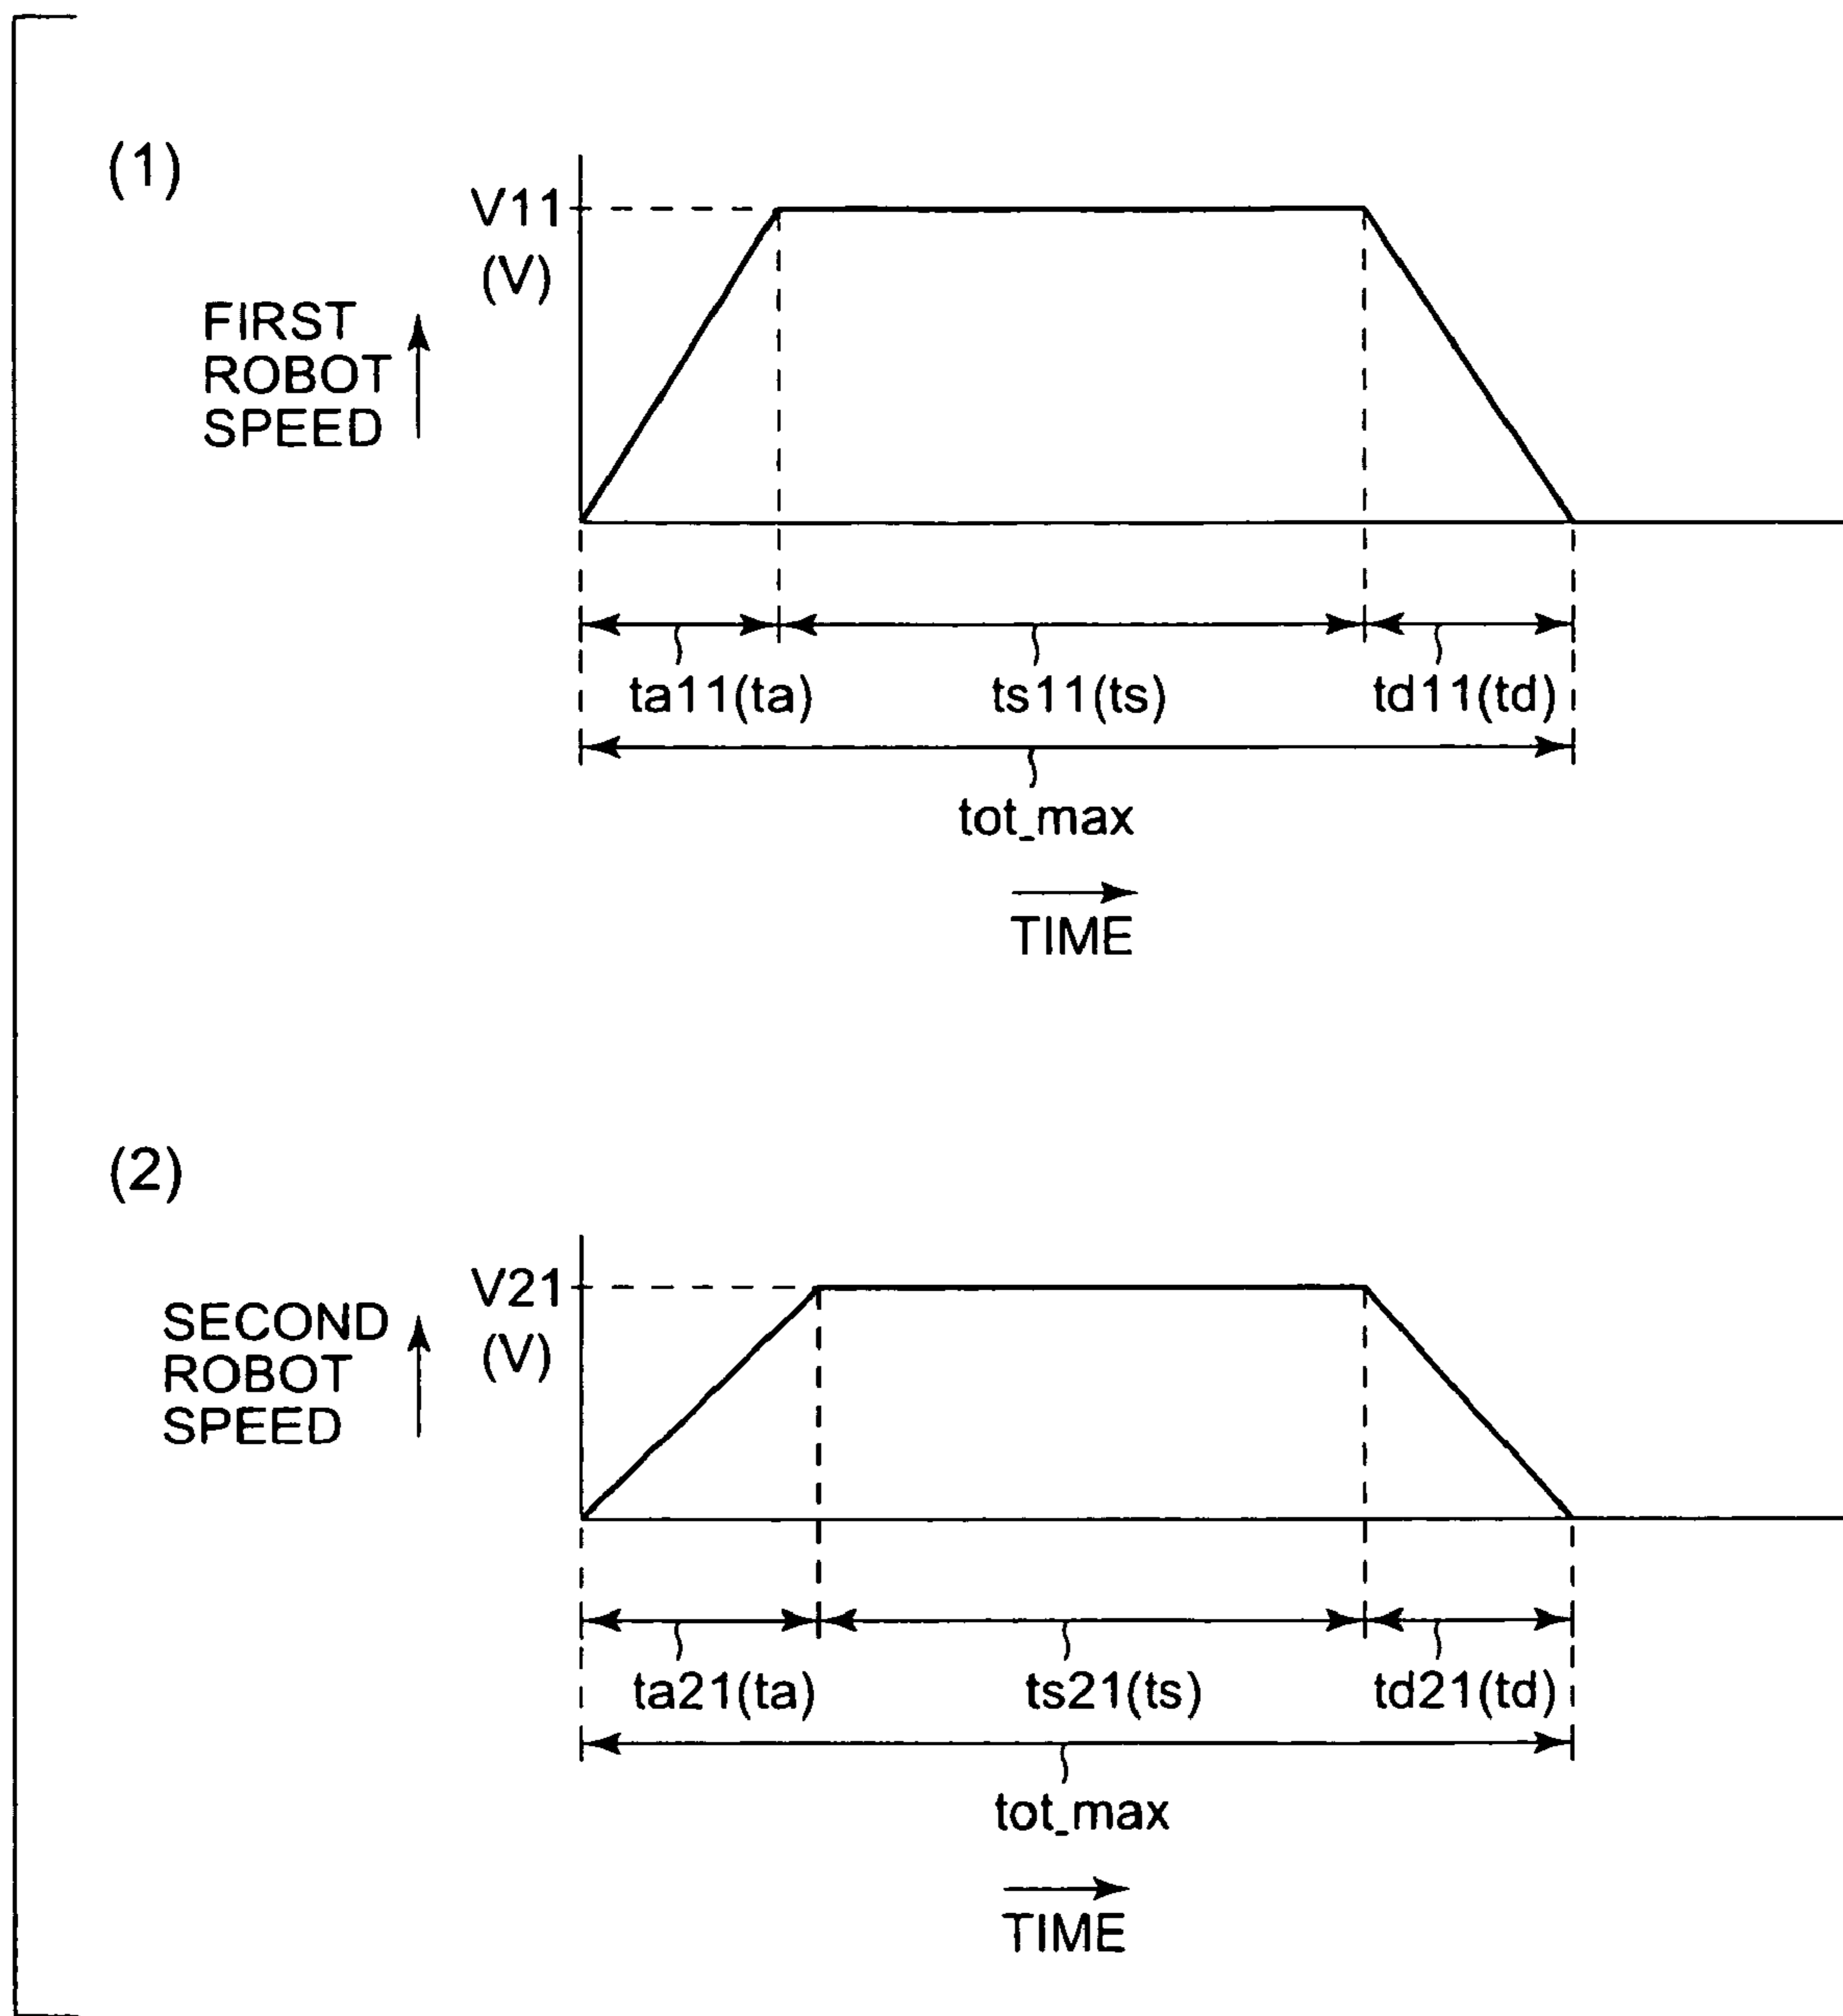 (1)
V11
(V)
FIRST
ROBOT
SPEED
ta11(ta) ts11(ts) td11(td)
tot_max
TIME
(2)
V21
(V)
SECOND
ROBOT
SPEED
ta21(ta) ts21(ts) td21(td)
tot_max
TIME